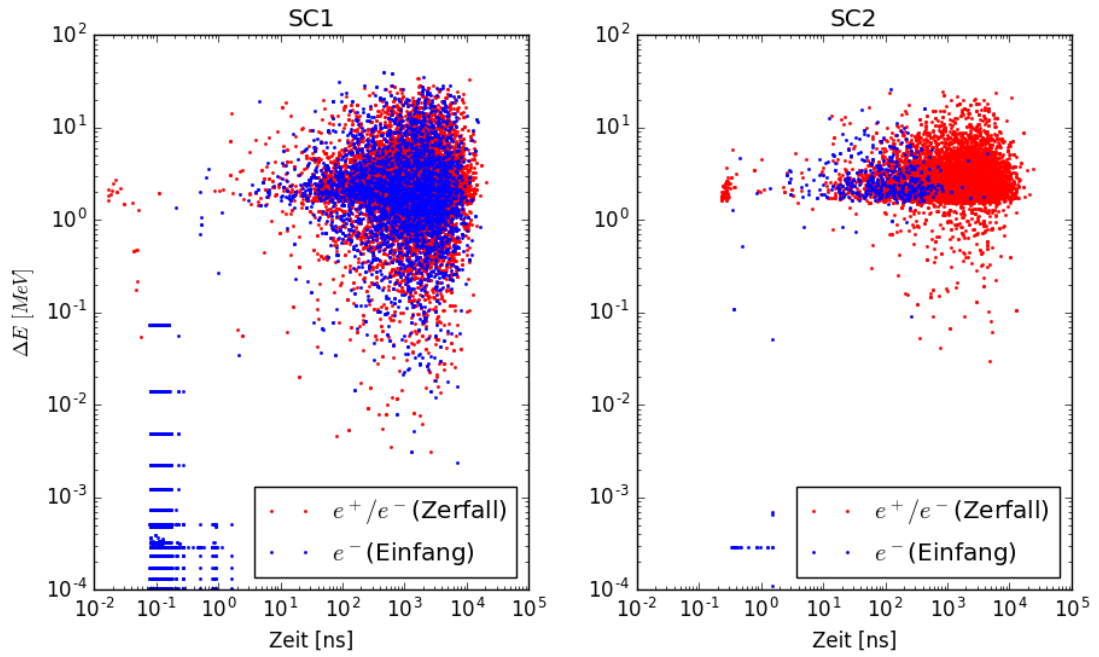 SC1
SC2
ΔE [MeV]
10^2
10^1
10^0
10^-1
10^-2
10^-3
10^-4
e^+/e^- (Zerfall)
e^- (Einfang)
10^-2 10^-1 10^0 10^1 10^2 10^3 10^4 10^5
Zeit [ns]
10^2
10^1
10^0
10^-1
10^-2
10^-3
10^-4
e^+/e^- (Zerfall)
e^- (Einfang)
10^-2 10^-1 10^0 10^1 10^2 10^3 10^4 10^5
Zeit [ns]